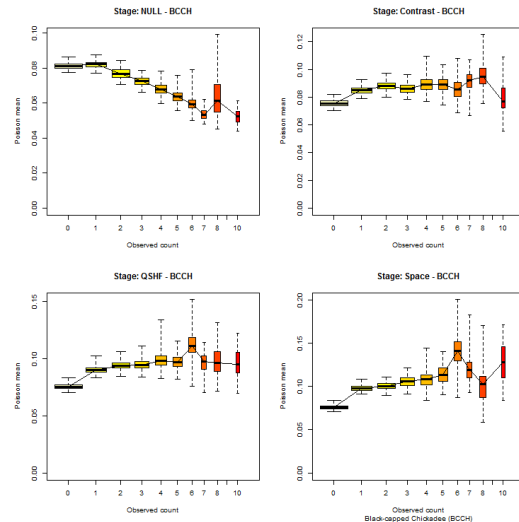 Stage: NULL - BCCH
Poisson mean
0.00 0.02 0.04 0.06 0.08 0.10
0 1 2 3 4 5 6 7 8 10
Observed count
Stage: Contrast - BCCH
Poisson mean
0.00 0.02 0.04 0.06 0.08 0.10 0.12
0 1 2 3 4 5 6 7 8 10
Observed count
Stage: QSHF - BCCH
Poisson mean
0.00 0.05 0.10 0.15
0 1 2 3 4 5 6 7 8 10
Observed count
Stage: Space - BCCH
Poisson mean
0.00 0.05 0.10 0.15 0.20
0 1 2 3 4 5 6 7 8 10
Observed count
Black-capped Chickadee (BCCH)